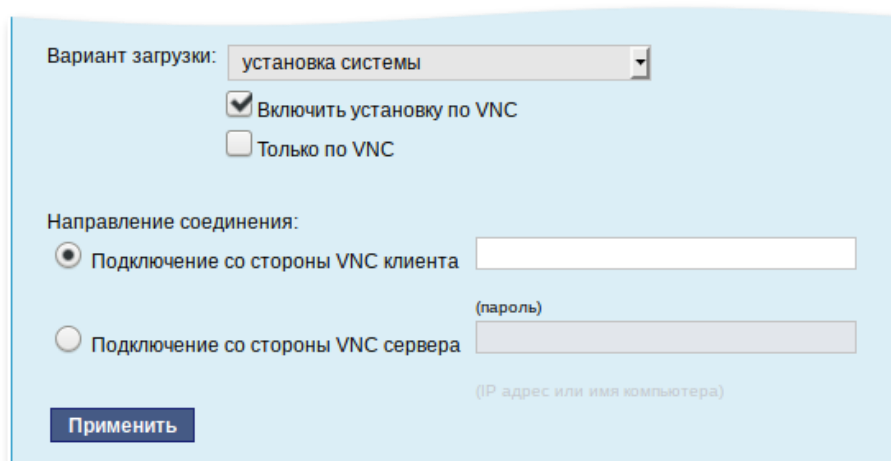 Вариант загрузки: установка системы
Включить установку по VNC
Только по VNC
Направление соединения:
Подключение со стороны VNC клиента
(пароль)
Подключение со стороны VNC сервера
(IP адрес или имя компьютера)
Применить